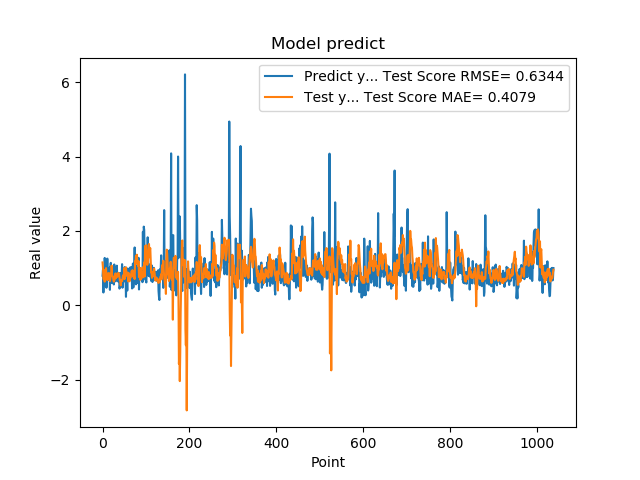 Model predict
Predict y... Test Score RMSE= 0.6344
Test y... Test Score MAE= 0.4079
6
4
2
0
−2
Real value
0 200 400 600 800 1000
Point